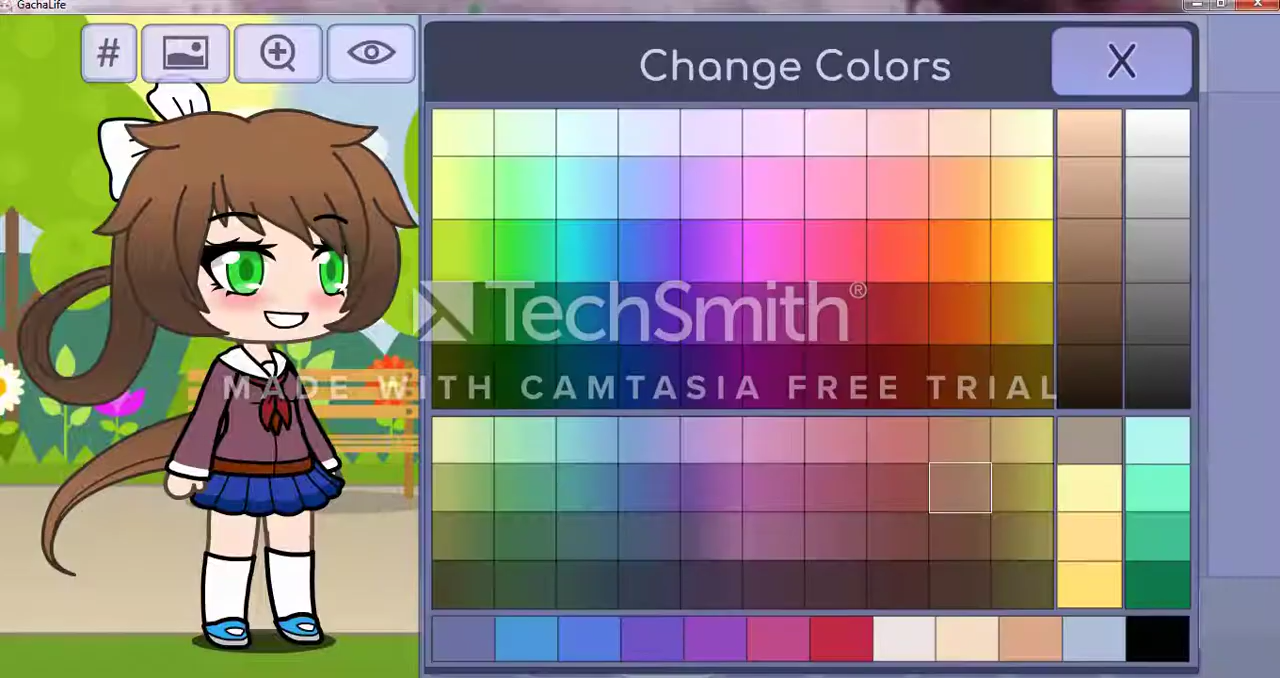 GachaLife
#
Change Colors
X
TechSmith®
MADE WITH CAMTASIA FREE TRIAL